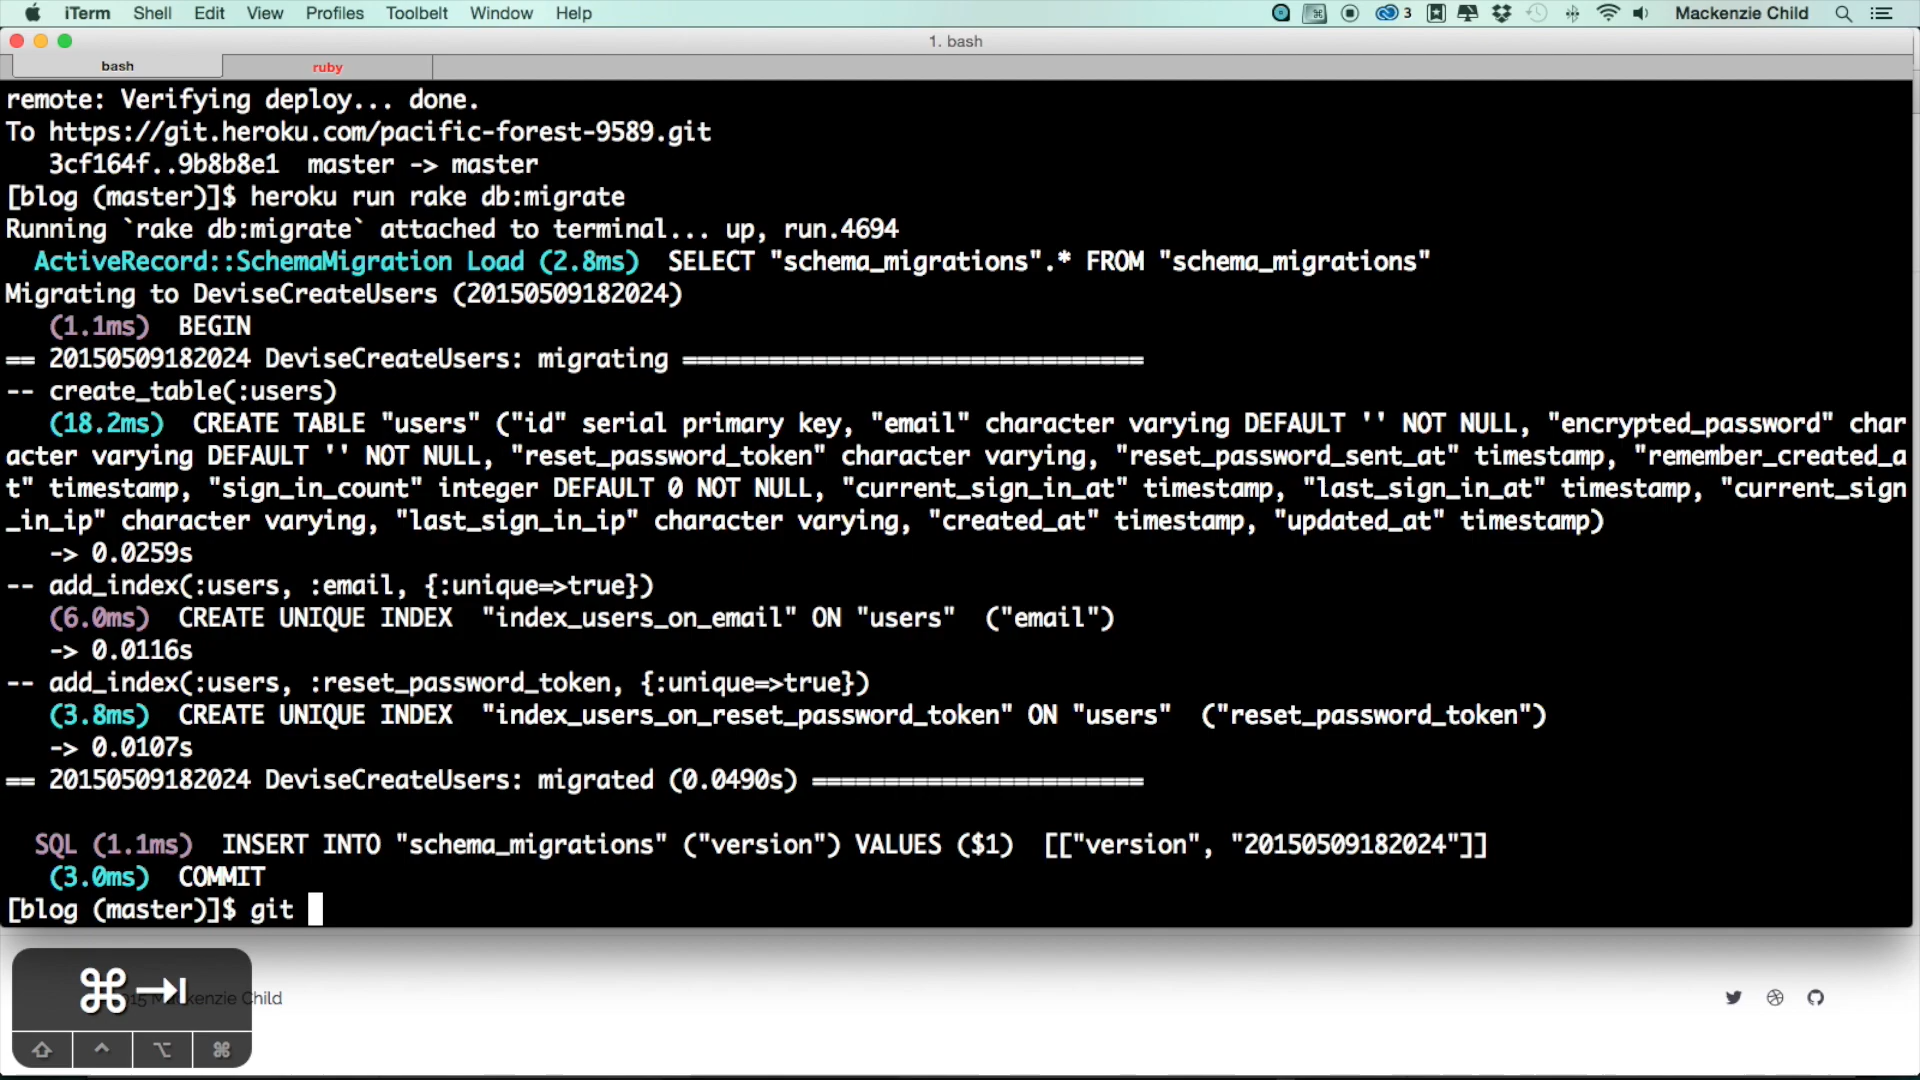 iTerm Shell Edit View Profiles Toolbelt Window Help 3 Mackenzie Child
1. bash
bash ruby
remote: Verifying deploy... done.
To https://git.heroku.com/pacific-forest-9589.git
3cf164f..9b8b8e1 master -> master
[blog (master)]$ heroku run rake db:migrate
Running `rake db:migrate` attached to terminal... up, run.4694
ActiveRecord::SchemaMigration Load (2.8ms) SELECT "schema_migrations".* FROM "schema_migrations"
Migrating to DeviseCreateUsers (20150509182024)
(1.1ms) BEGIN
== 20150509182024 DeviseCreateUsers: migrating ================================
-- create_table(:users)
(18.2ms) CREATE TABLE "users" ("id" serial primary key, "email" character varying DEFAULT '' NOT NULL, "encrypted_password" char
acter varying DEFAULT '' NOT NULL, "reset_password_token" character varying, "reset_password_sent_at" timestamp, "remember_created_a
t" timestamp, "sign_in_count" integer DEFAULT 0 NOT NULL, "current_sign_in_at" timestamp, "last_sign_in_at" timestamp, "current_sign
_in_ip" character varying, "last_sign_in_ip" character varying, "created_at" timestamp, "updated_at" timestamp)
-> 0.0259s
-- add_index(:users, :email, {:unique=>true})
(6.0ms) CREATE UNIQUE INDEX "index_users_on_email" ON "users" ("email")
-> 0.0116s
-- add_index(:users, :reset_password_token, {:unique=>true})
(3.8ms) CREATE UNIQUE INDEX "index_users_on_reset_password_token" ON "users" ("reset_password_token")
-> 0.0107s
== 20150509182024 DeviseCreateUsers: migrated (0.0490s) =======================
SQL (1.1ms) INSERT INTO "schema_migrations" ("version") VALUES ($1) [["version", "20150509182024"]]
(3.0ms) COMMIT
[blog (master)]$ git
Child